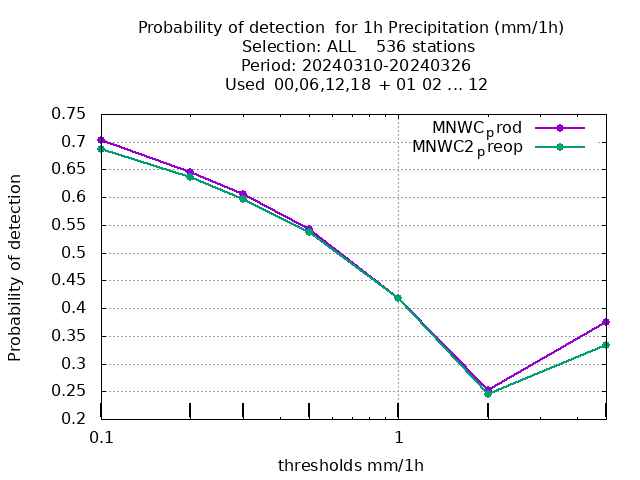 Probability of detection  for 1h Precipitation (mm/1h)
Selection: ALL    536 stations
Period: 20240310-20240326
Used  00,06,12,18 + 01 02 ... 12
MNWCprod
MNWC2preop
Probability of detection
0.75
0.7
0.65
0.6
0.55
0.5
0.45
0.4
0.35
0.3
0.25
0.2
0.1
1
thresholds mm/1h